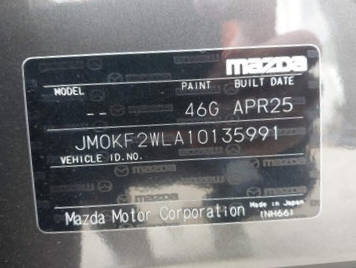 mazda
MODEL PAINT BUILT DATE
-- 46G APR25
JM0KF2WLA10135991
VEHICLE ID.NO.
Mazda Motor Corporation Made in Japan
(NH66)